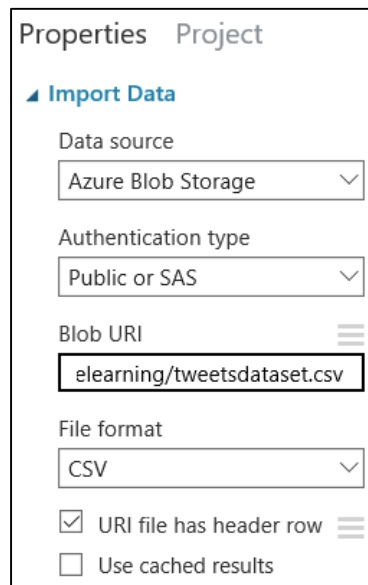 Properties Project
Import Data
Data source
Azure Blob Storage
Authentication type
Public or SAS
Blob URI
elearning/tweetsdataset.csv
File format
CSV
URI file has header row
Use cached results